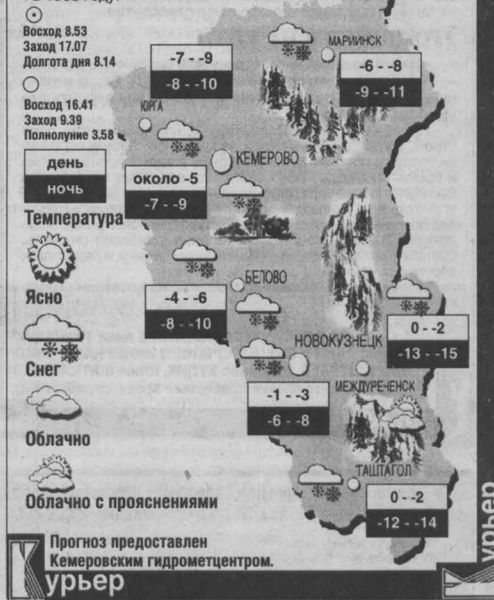 Восход 8.53
Заход 17.07
Долгота дня 8.14
Восход 16.41
Заход 9.39
Полнолуние 3.58
день
ночь
Температура
Ясно
Снег
Облачно
Облачно с прояснениями
-7 - -9
-8 - -10
МАРИИНСК
-6 - -8
-9 - -11
ЮРГА
КЕМЕРОВО
около -5
-7 - -9
БЕЛОВО
-4 - -6
-8 - -10
0 - -2
-13 - -15
НОВОКУЗНЕЦК
-1 - -3
-6 - -8
МЕЖДУРЕЧЕНСК
ТАШТАГОЛ
0 - -2
-12 - -14
Прогноз предоставлен
Кемеровским гидрометцентром.
Курьер
урьер